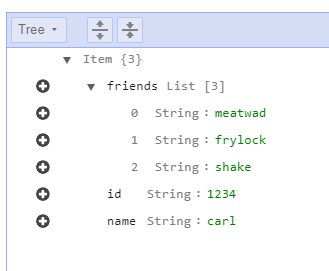 Tree
Item {3}
friends List [3]
0 String : meatwad
1 String : frylock
2 String : shake
id String : 1234
name String : carl